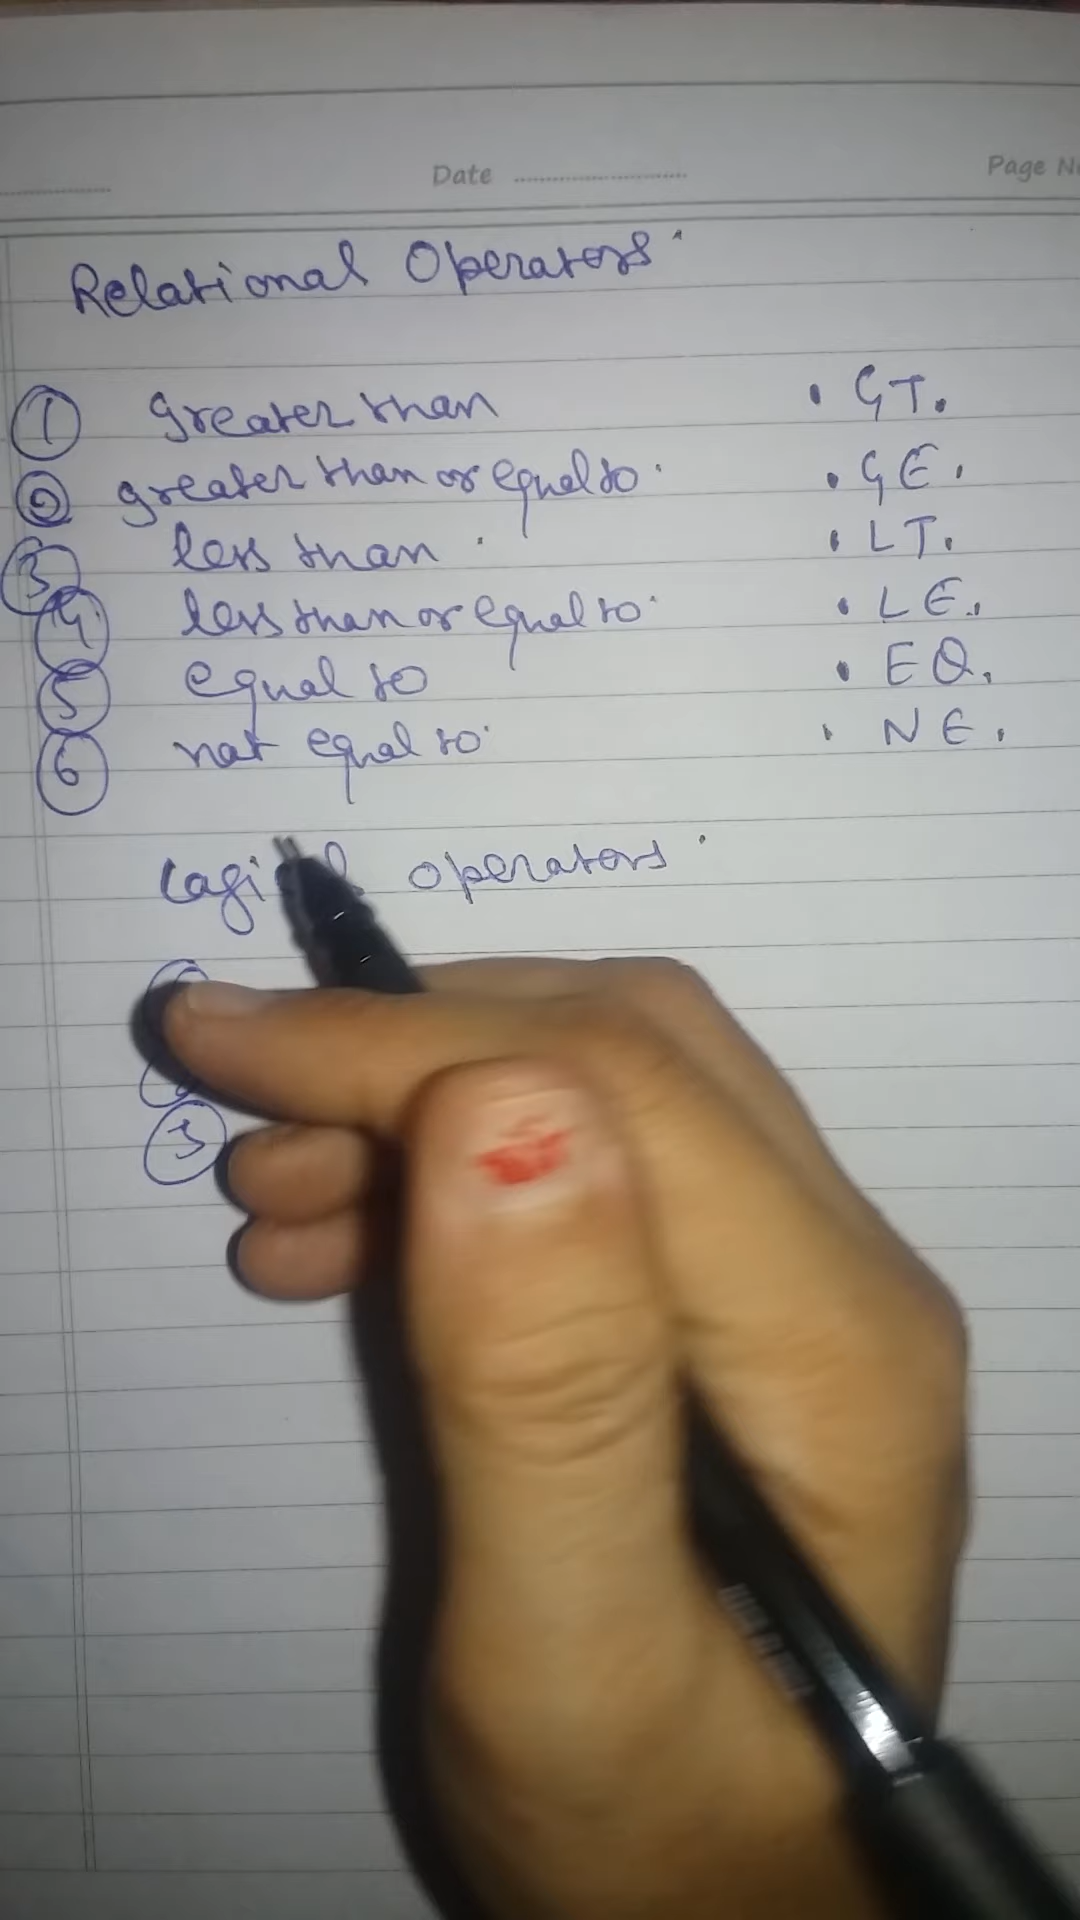 Date Page N
Relational Operators
1 greater than .GT.
2 greater than or equal to .GE.
3 less than .LT.
4 less than or equal to .LE.
5 equal to .EQ.
6 not equal to .NE.
operators
3